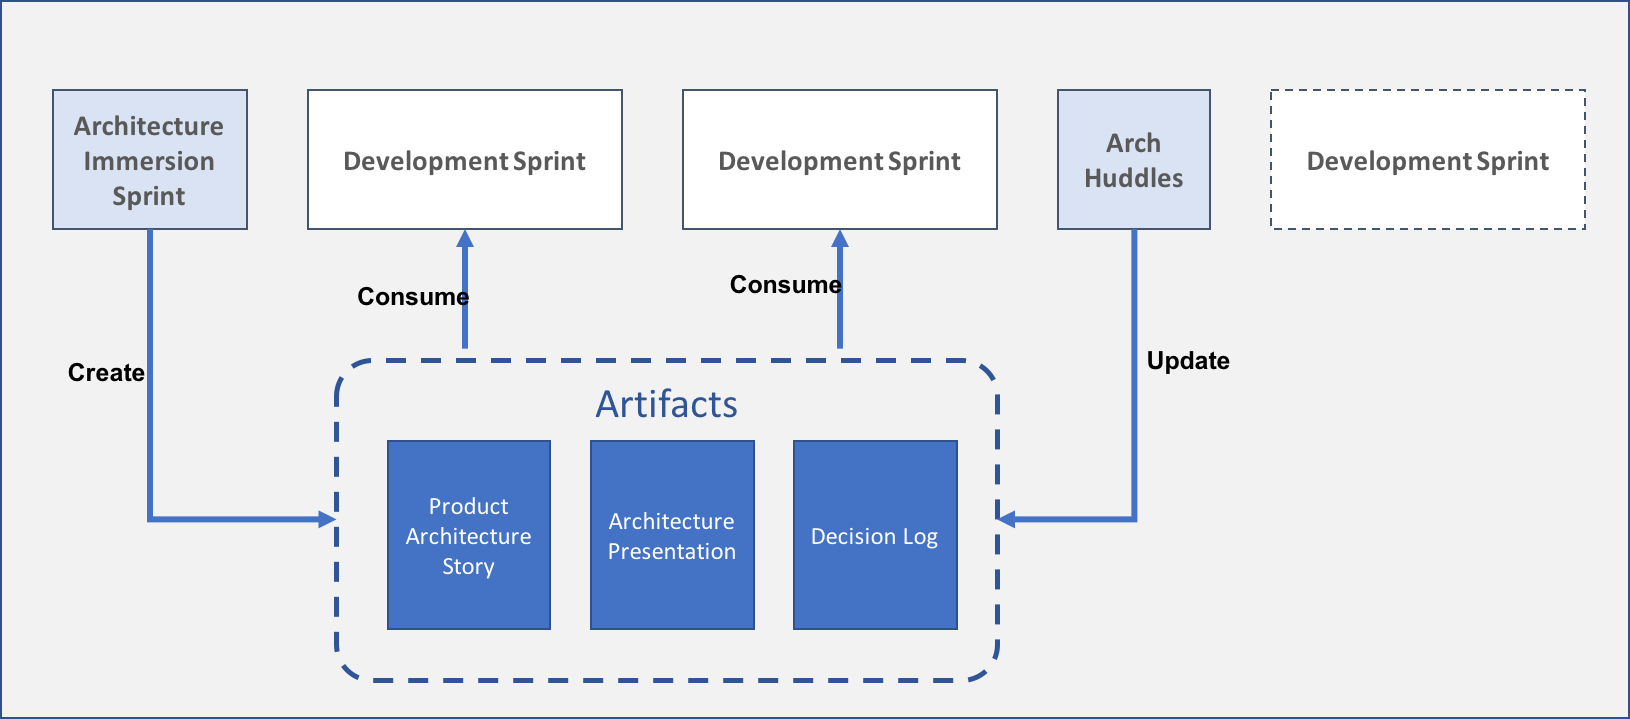 Architecture
Immersion
Sprint
Development Sprint
Development Sprint
Arch
Huddles
Development Sprint
Consume
Consume
Create
Update
Artifacts
Product
Architecture
Story
Architecture
Presentation
Decision Log